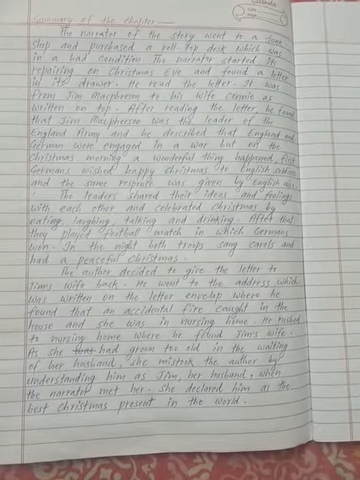 Summary of the chapter
The narrator of the story went to a Junk
Shop and purchased a roll top desk which was
in a bad condition. The narrator started its
repairing on Christmas Eve and found a letter
in its drawer. He read the letter. It was
from Jim Macpherson to his wife Connie as
written on top. After reading the letter, he found
that Jim Macpherson was the leader of the
England Army and he described that England and
German were engaged in a war but on the
Christmas morning a wonderful thing happened, first
Germans wished happy christmas to English soldiers
and the same response was given by English also.
The leaders shared their ideas and feelings
with each other and celebrated christmas by
eating, laughing, talking and drinking. After that
they played football match in which Germans
won. In the night both troops sang carols and
had a peaceful Christmas.
The author decided to give the letter to
Jims wife back. He went to the address which
was written on the letter envelop where he
found that an accidental fire caught in the
house and she was in nursing home. He rushed
to nursing home where he found Jim's wife.
As she had grown too old in the waiting
of her husband, she mistook the author by
understanding him as Jim, her husband, when
the narrator met her. She declared him as the
best Christmas present in the world.